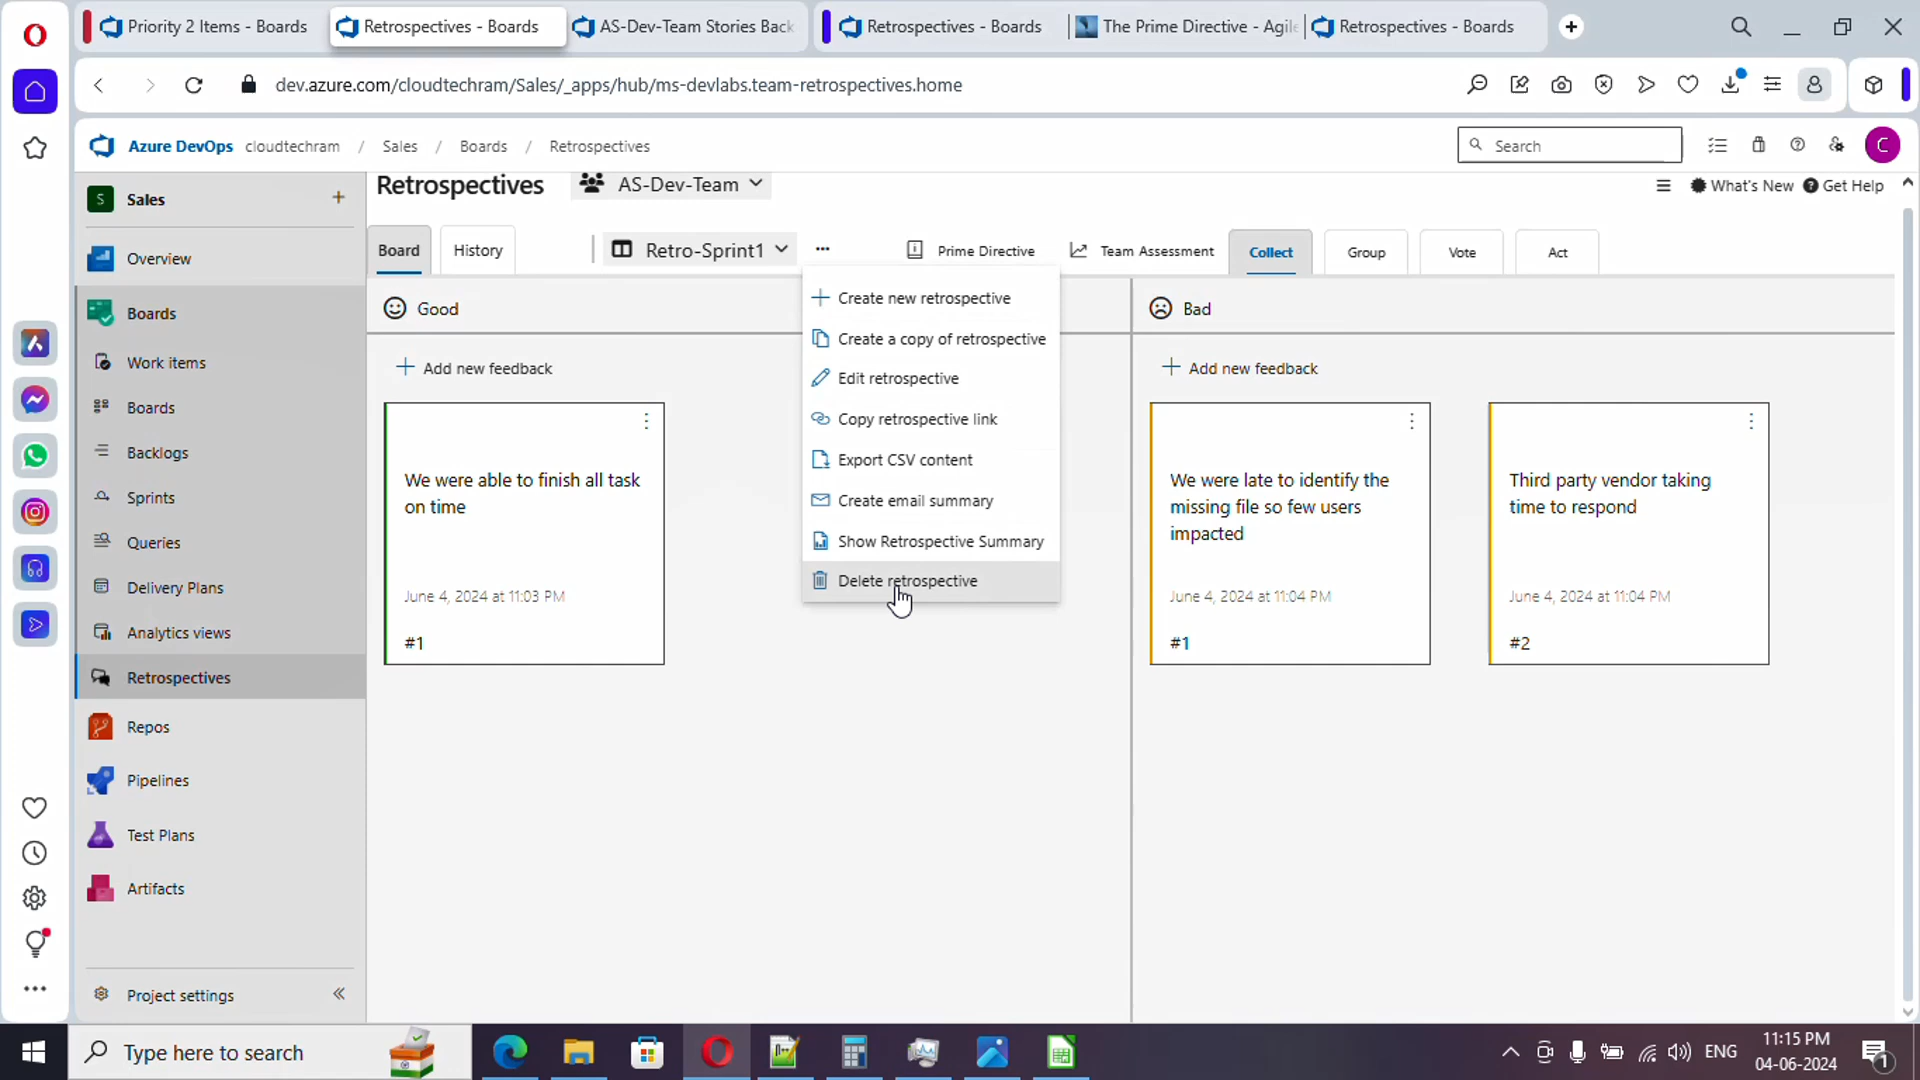 Priority 2 Items - Boards
Retrospectives - Boards
AS-Dev-Team Stories Back
Retrospectives - Boards
The Prime Directive - Agile
Retrospectives - Boards
dev.azure.com/cloudtechram/Sales/_apps/hub/ms-devlabs.team-retrospectives.home
Azure DevOps cloudtechram / Sales / Boards / Retrospectives
Search
C
S Sales +
Overview
Boards
Work items
Boards
Backlogs
Sprints
Queries
Delivery Plans
Analytics views
Retrospectives
Repos
Pipelines
Test Plans
Artifacts
Project settings
Retrospectives AS-Dev-Team
What's New Get Help
Board History Retro-Sprint1 ... Prime Directive Team Assessment Collect Group Vote Act
Good
Add new feedback
We were able to finish all task
on time
June 4, 2024 at 11:03 PM
#1
Create new retrospective
Create a copy of retrospective
Edit retrospective
Copy retrospective link
Export CSV content
Create email summary
Show Retrospective Summary
Delete retrospective
Bad
Add new feedback
We were late to identify the
missing file so few users
impacted
June 4, 2024 at 11:04 PM
#1
Third party vendor taking
time to respond
June 4, 2024 at 11:04 PM
#2
Type here to search
ENG
11:15 PM
04-06-2024
1